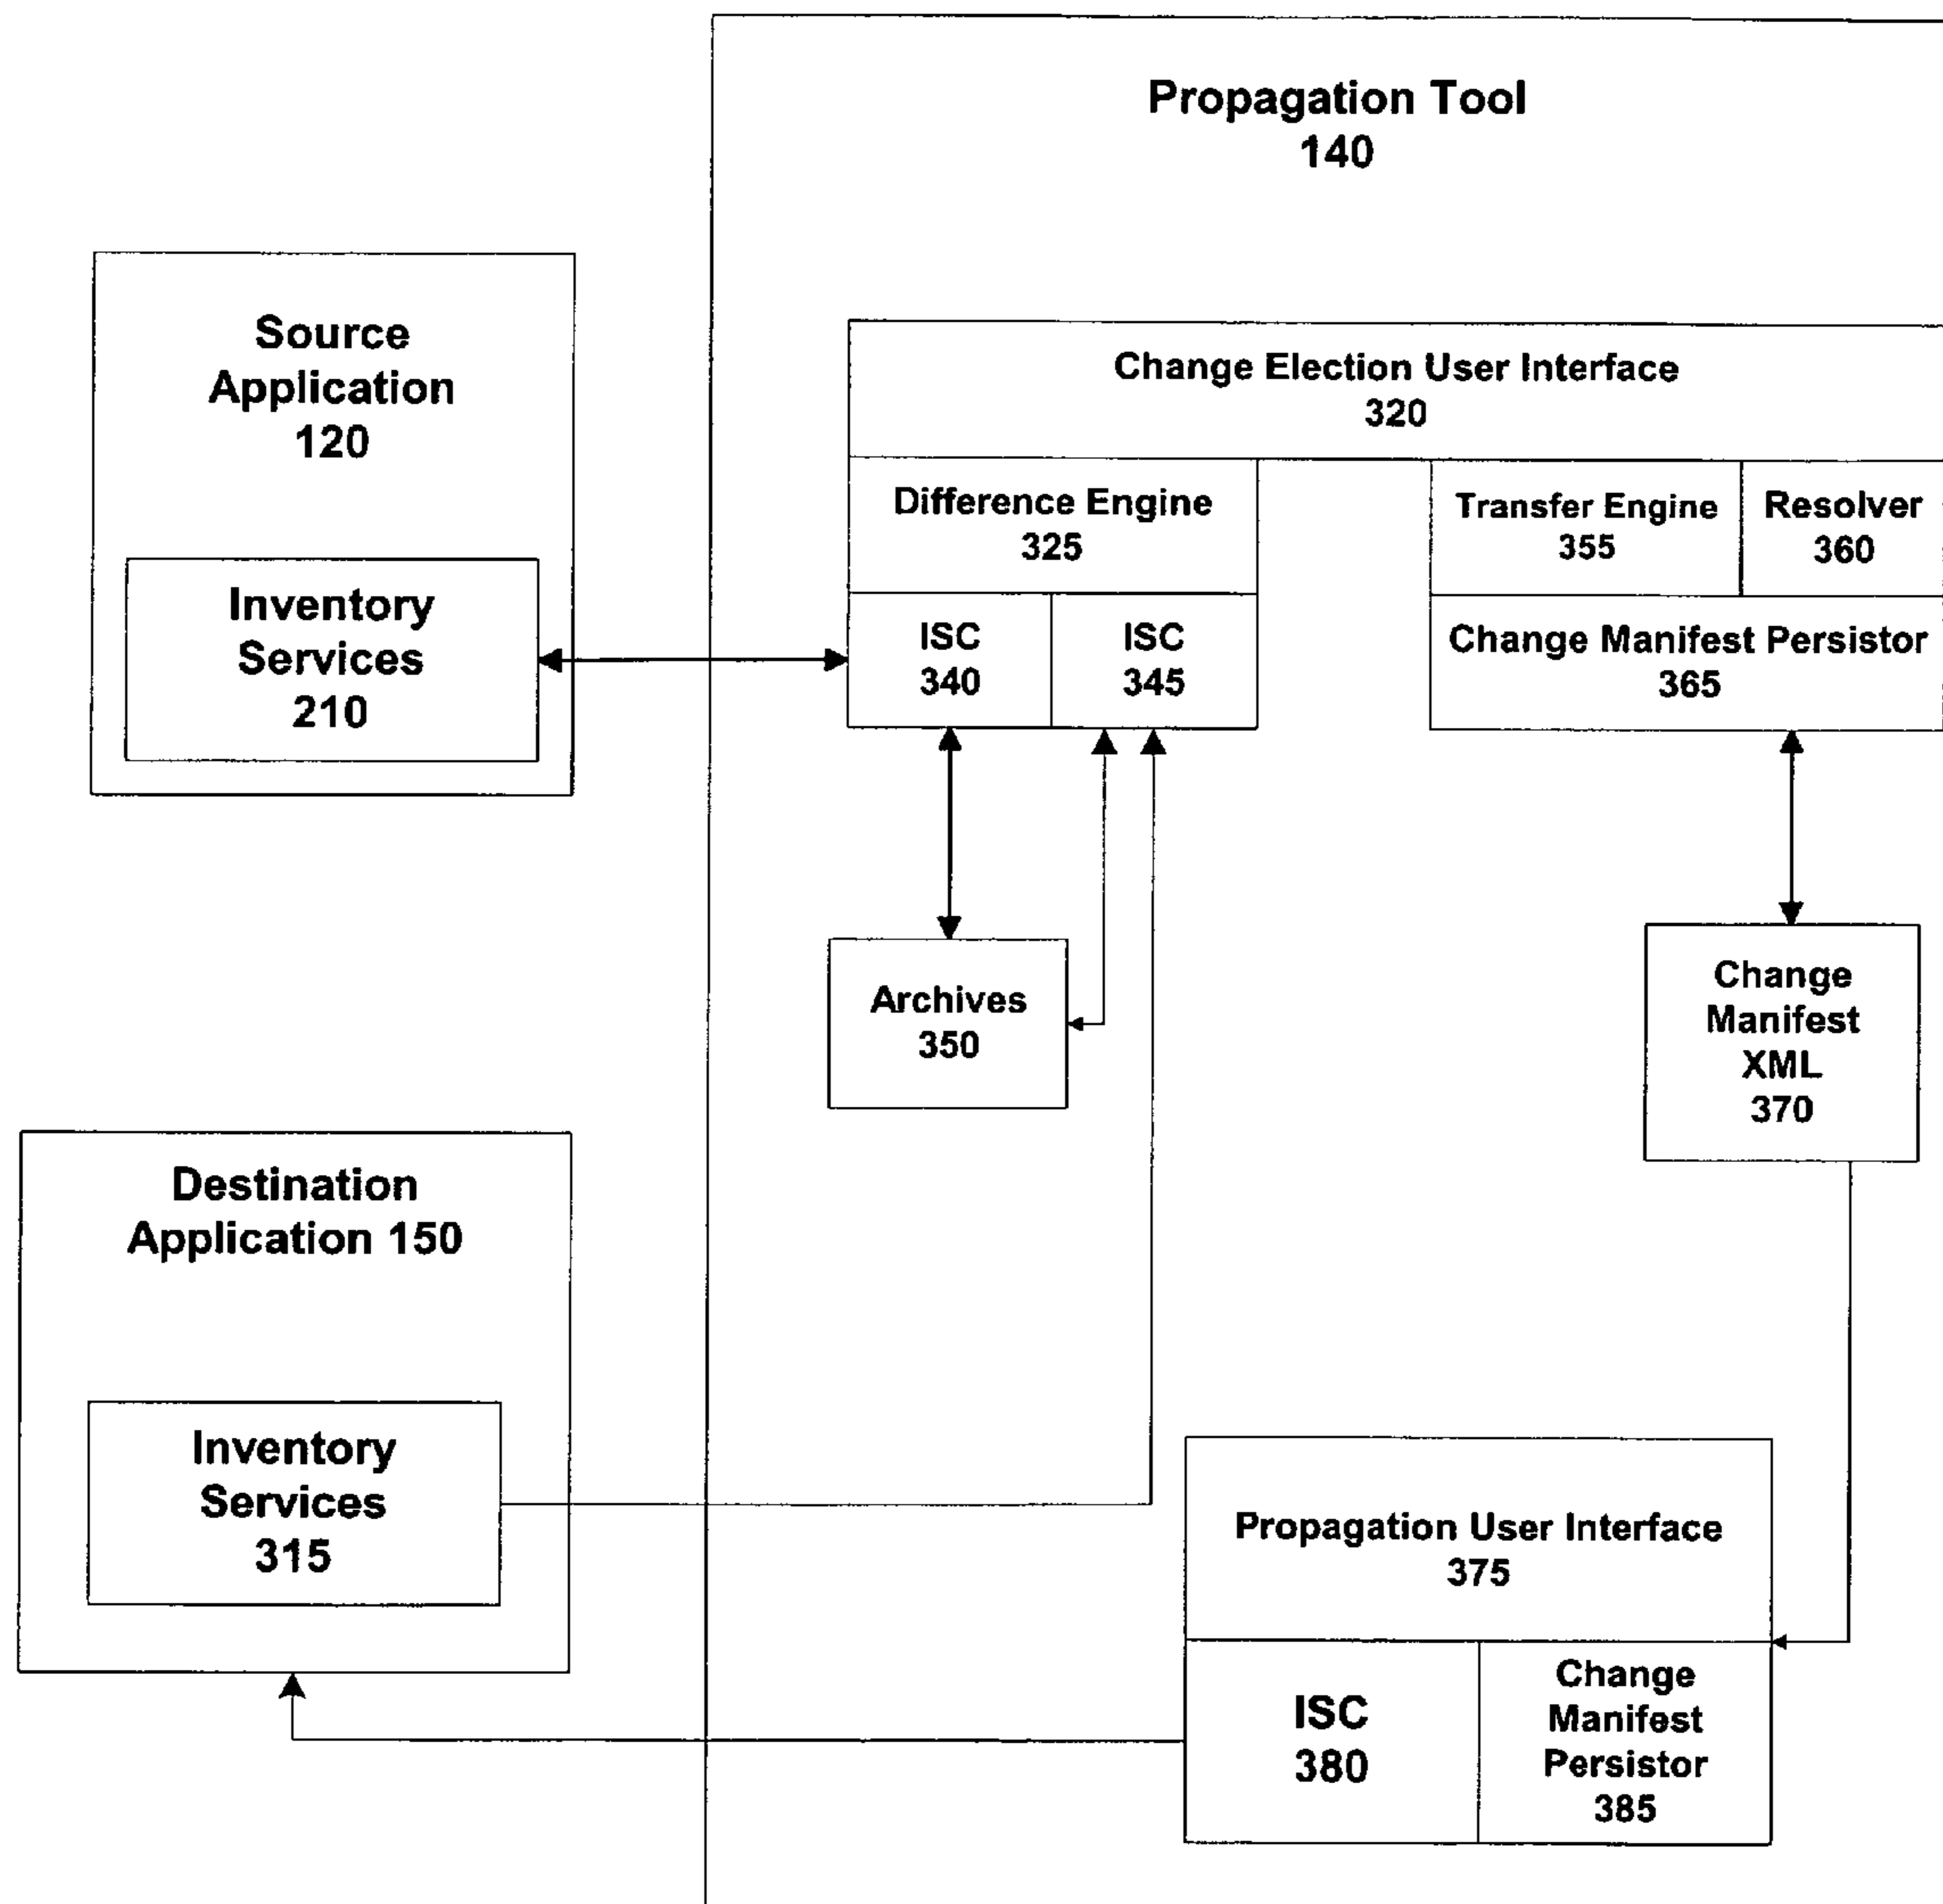 Propagation Tool
140
Source
Application
120
Inventory
Services
210
Change Election User Interface
320
Difference Engine
325
Transfer Engine
355
Resolver
360
ISC
340
ISC
345
Change Manifest Persistor
365
Archives
350
Change
Manifest
XML
370
Destination
Application 150
Inventory
Services
315
Propagation User Interface
375
ISC
380
Change
Manifest
Persistor
385